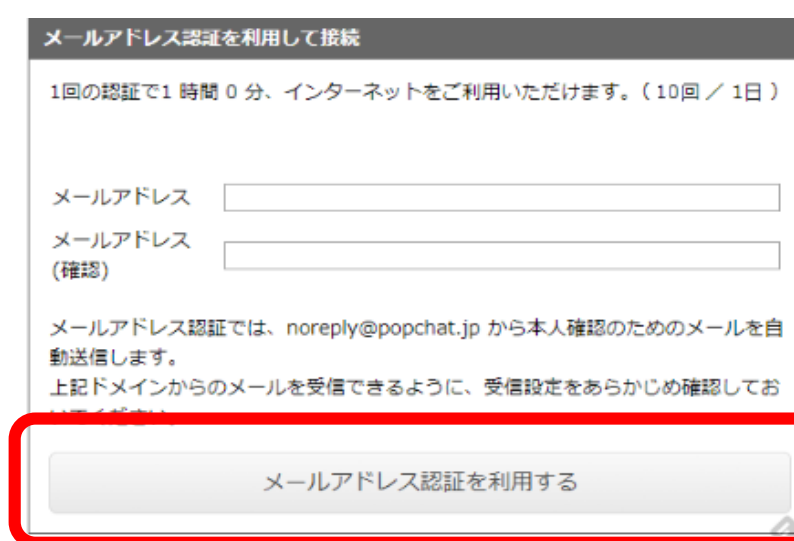 メールアドレス認証を利用して接続
1回の認証で1 時間 0 分、インターネットをご利用いただけます。( 10回 ／ 1日 ）
メールアドレス
メールアドレス
(確認)
メールアドレス認証では、noreply@popchat.jp から本人確認のためのメールを自
動送信します。
上記ドメインからのメールを受信できるように、受信設定をあらかじめ確認してお
メールアドレス認証を利用する